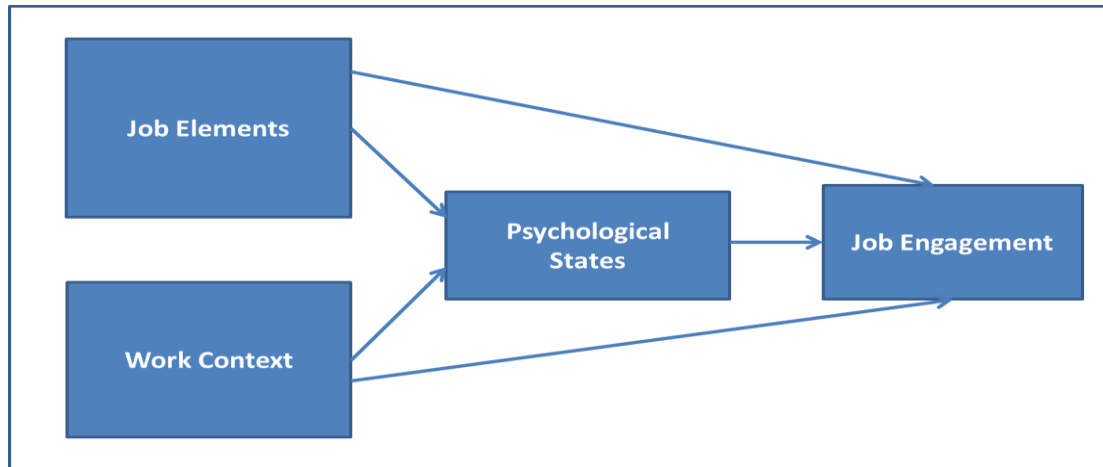 Job Elements
Psychological
States
Job Engagement
Work Context